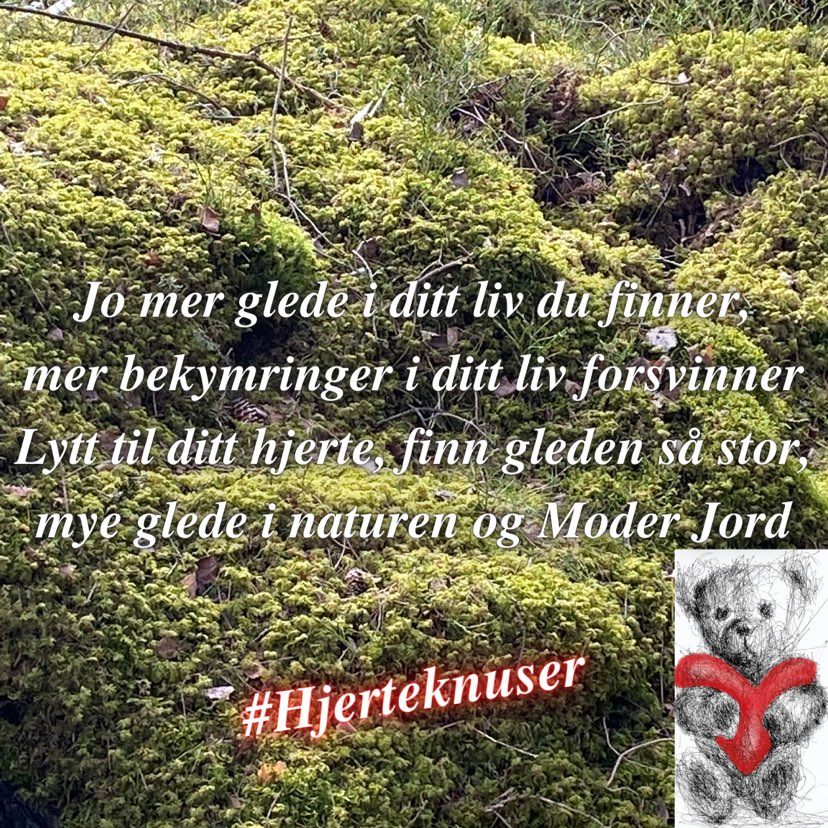 Jo mer glede i ditt liv du finner,
mer bekymringer i ditt liv forsvinner
Lytt til ditt hjerte, finn gleden så stor,
mye glede i naturen og Moder Jord
#Hjerteknuser